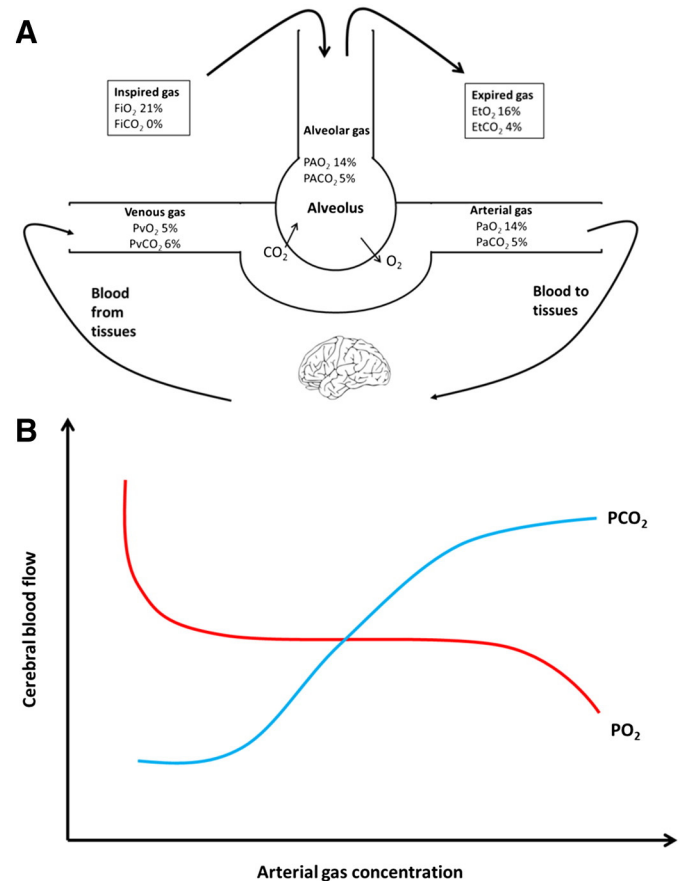 A
Inspired gas
FiO₂ 21%
FiCO₂ 0%
Expired gas
EtO₂ 16%
EtCO₂ 4%
Alveolar gas
PAO₂ 14%
PACO₂ 5%
Alveolus
CO₂
O₂
Venous gas
PvO₂ 5%
PvCO₂ 6%
Arterial gas
PaO₂ 14%
PaCO₂ 5%
Blood
from
tissues
Blood to
tissues
B
Cerebral blood flow
PCO₂
PO₂
Arterial gas concentration